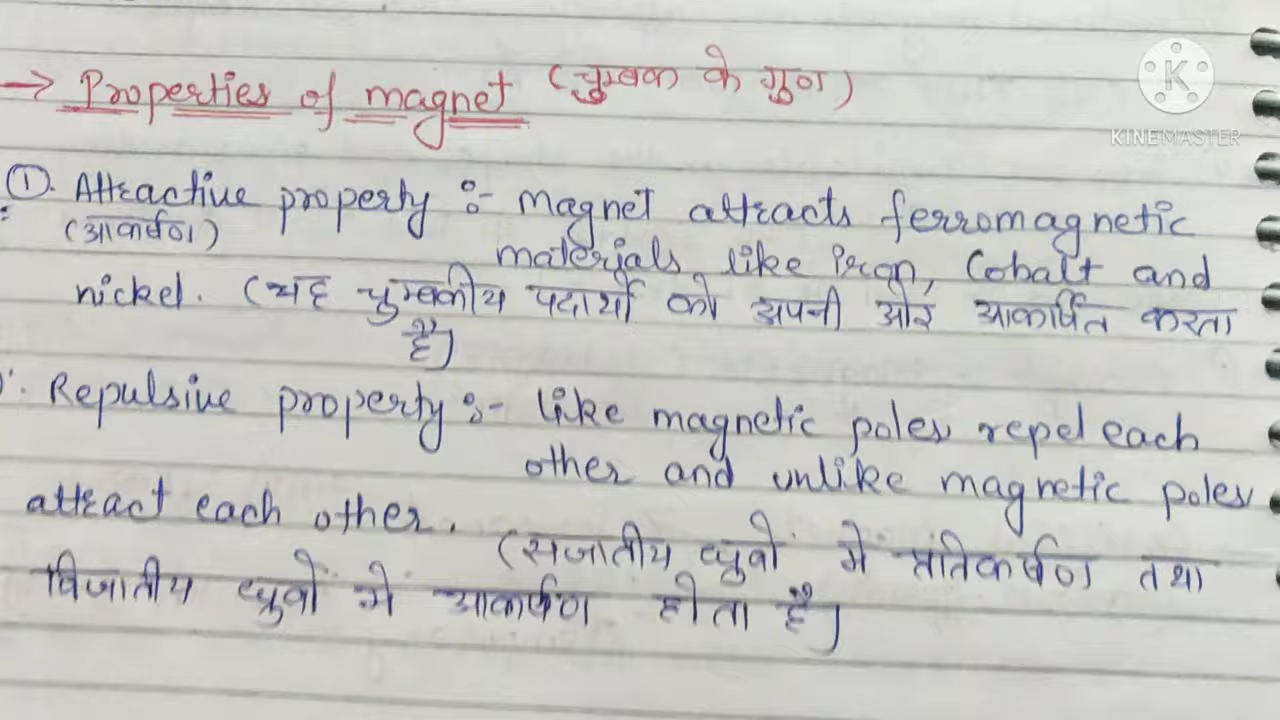 → Properties of magnet (चुम्बक के गुण)
K
KINEMASTER
①. Attractive property :- magnet attracts ferromagnetic
(आकर्षण)
materials like iron, Cobalt and
nickel. (यह चुम्बकीय पदार्थों को अपनी ओर आकर्षित करता
है)
Repulsive property :- like magnetic poles repel each
other and unlike magnetic poles
attract each other.
(सजातीय ध्रुवों में प्रतिकर्षण तथा
विजातीय ध्रुवों में आकर्षण होता है)